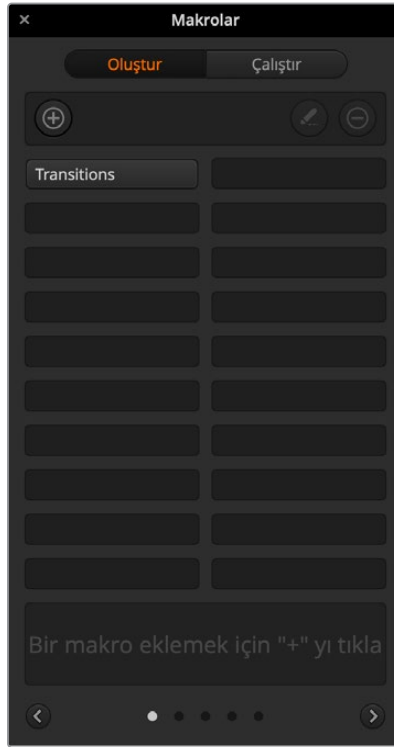 Makrolar
Oluştur Çalıştır
Transitions
Bir makro eklemek için "+" yı tıkla